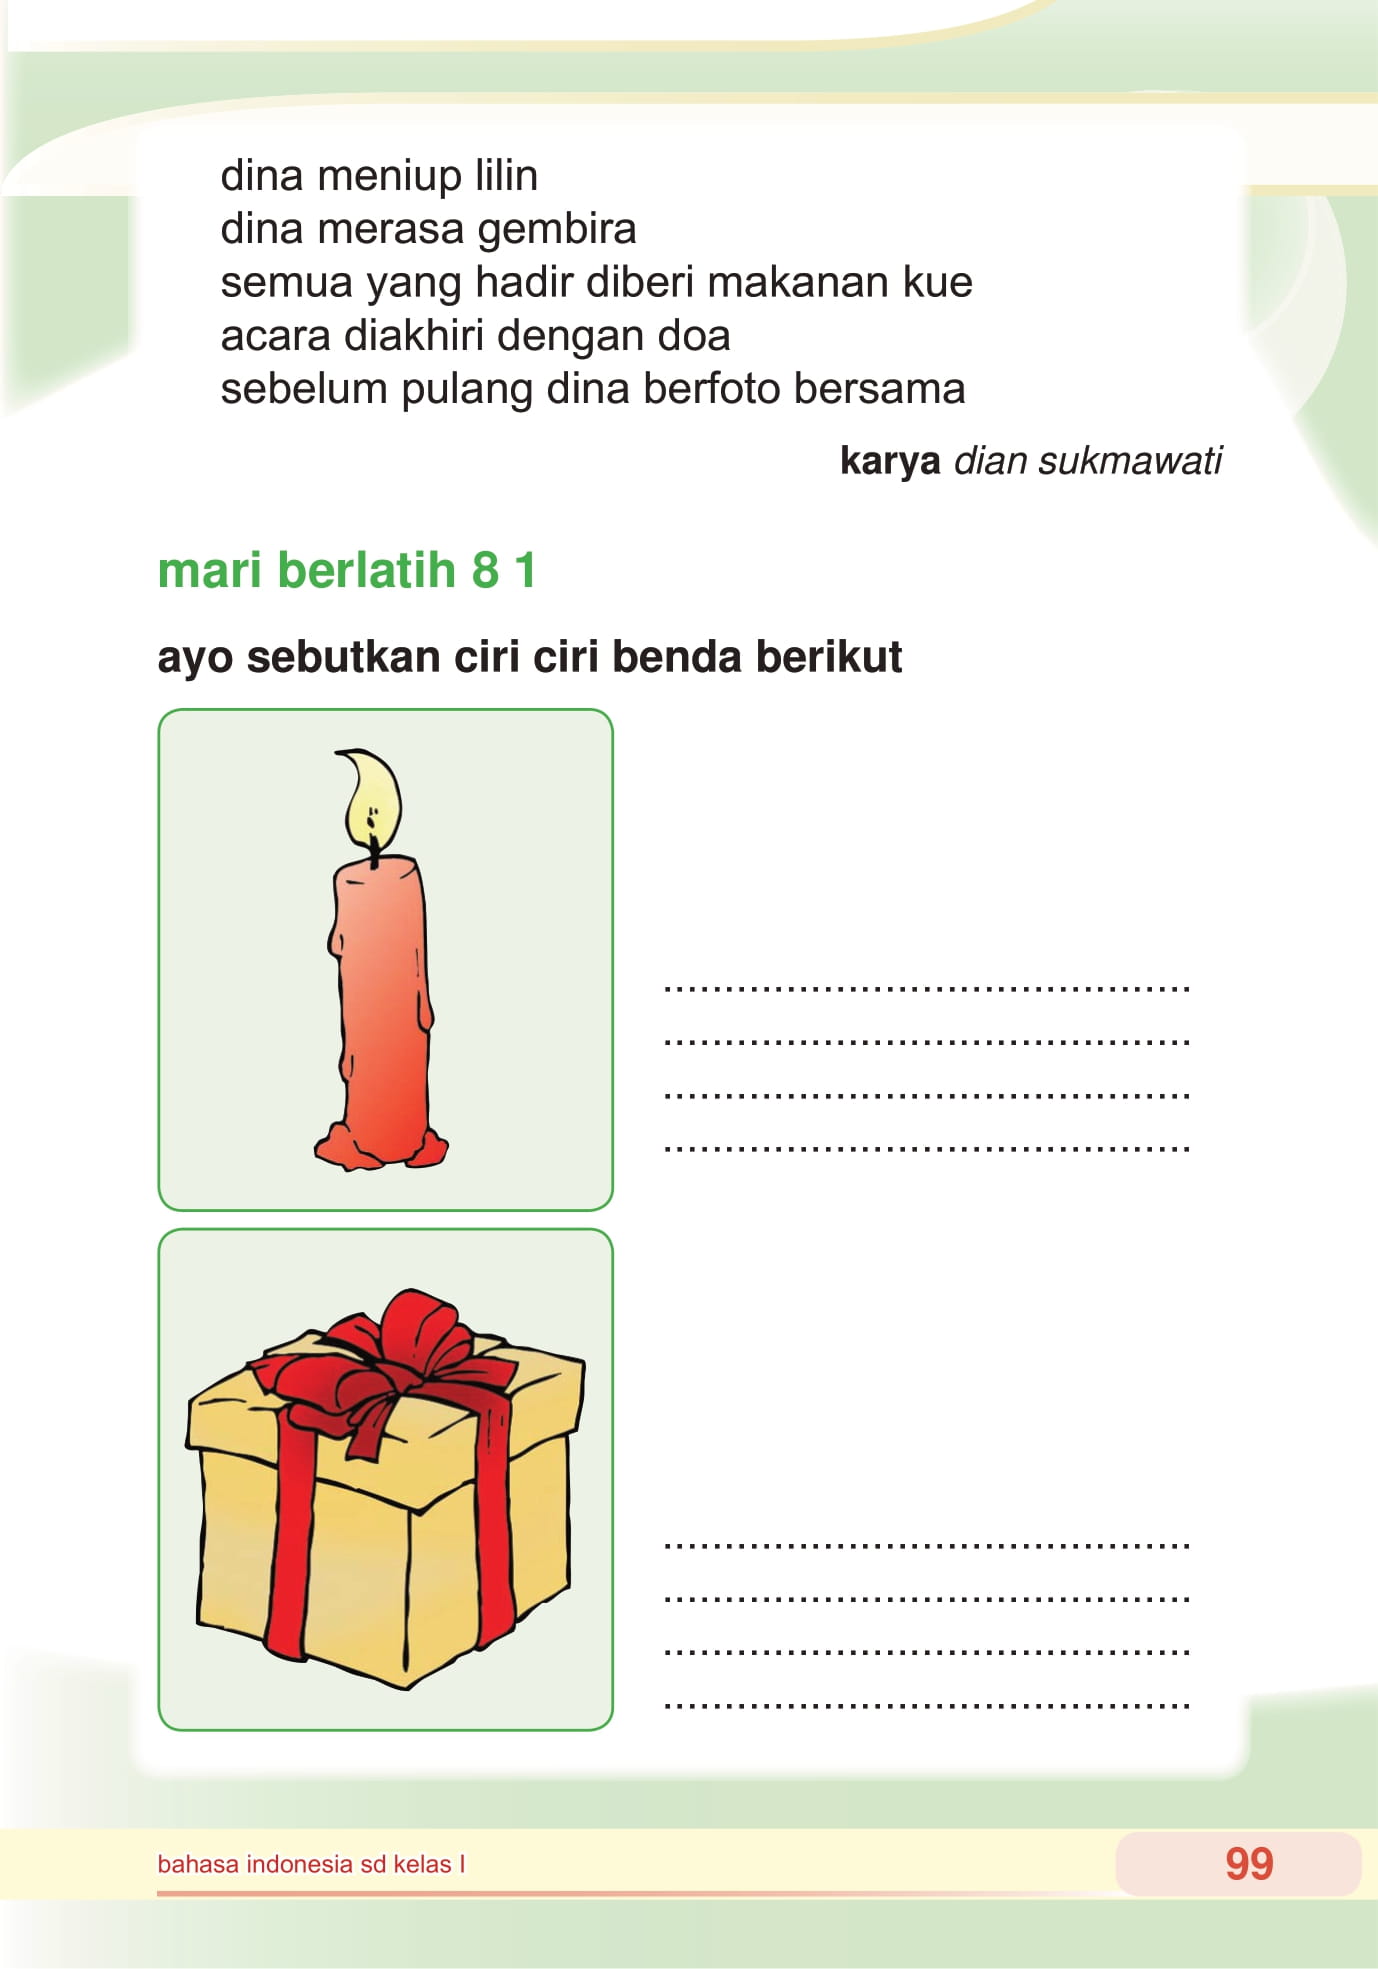 dina meniup lilin
dina merasa gembira
semua yang hadir diberi makanan kue
acara diakhiri dengan doa
sebelum pulang dina berfoto bersama
karya dian sukmawati
mari berlatih 8 1
ayo sebutkan ciri ciri benda berikut
........................................
........................................
........................................
........................................
........................................
........................................
........................................
........................................
bahasa indonesia sd kelas I
99